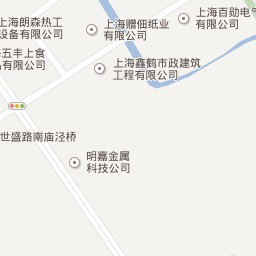 上海朗森热工
设备有限公司
上海赠佃纸业
有限公司
上海百勋电气
有限公司
五丰上食
品有限公司
上海鑫鹤市政建筑
工程有限公司
世盛路南庙泾桥
明嘉金属
科技公司